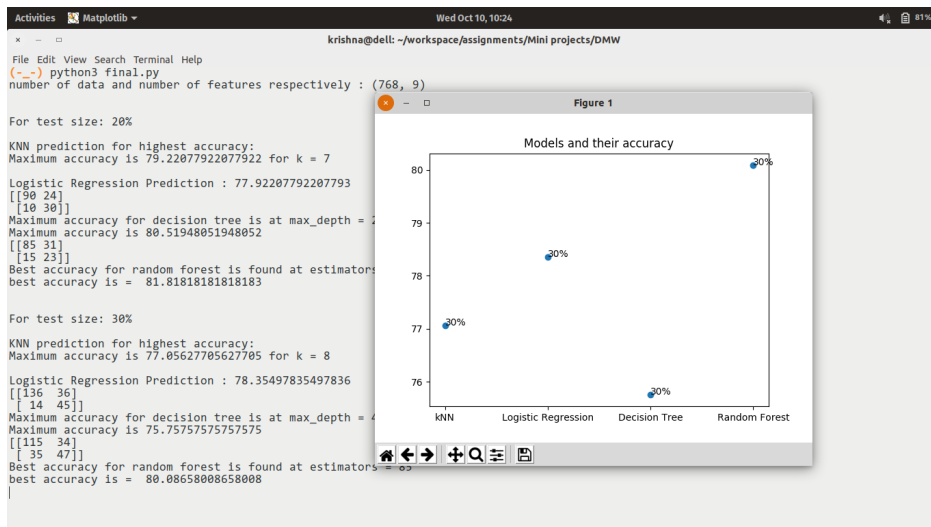 Activities Matplotlib Wed Oct 10, 10:24 81%
krishna@dell: ~/workspace/assignments/Mini projects/DMW
File Edit View Search Terminal Help
(-_-) python3 final.py
number of data and number of features respectively : (768, 9)
For test size: 20%
KNN prediction for highest accuracy:
Maximum accuracy is 79.22077922077922 for k = 7
Logistic Regression Prediction : 77.92207792207793
[[90 24]
[10 30]]
Maximum accuracy for decision tree is at max_depth =
Maximum accuracy is 80.51948051948052
[[85 31]
[15 23]]
Best accuracy for random forest is found at estimators
best accuracy is = 81.81818181818183
For test size: 30%
KNN prediction for highest accuracy:
Maximum accuracy is 77.05627705627705 for k = 8
Logistic Regression Prediction : 78.35497835497836
[[136 36]
[ 14 45]]
Maximum accuracy for decision tree is at max_depth =
Maximum accuracy is 75.75757575757575
[[115 34]
[ 35 47]]
Best accuracy for random forest is found at estimators = 85
best accuracy is = 80.08658008658008
Figure 1
Models and their accuracy
80
79
78
77
76
30%
30%
30%
30%
kNN Logistic Regression Decision Tree Random Forest